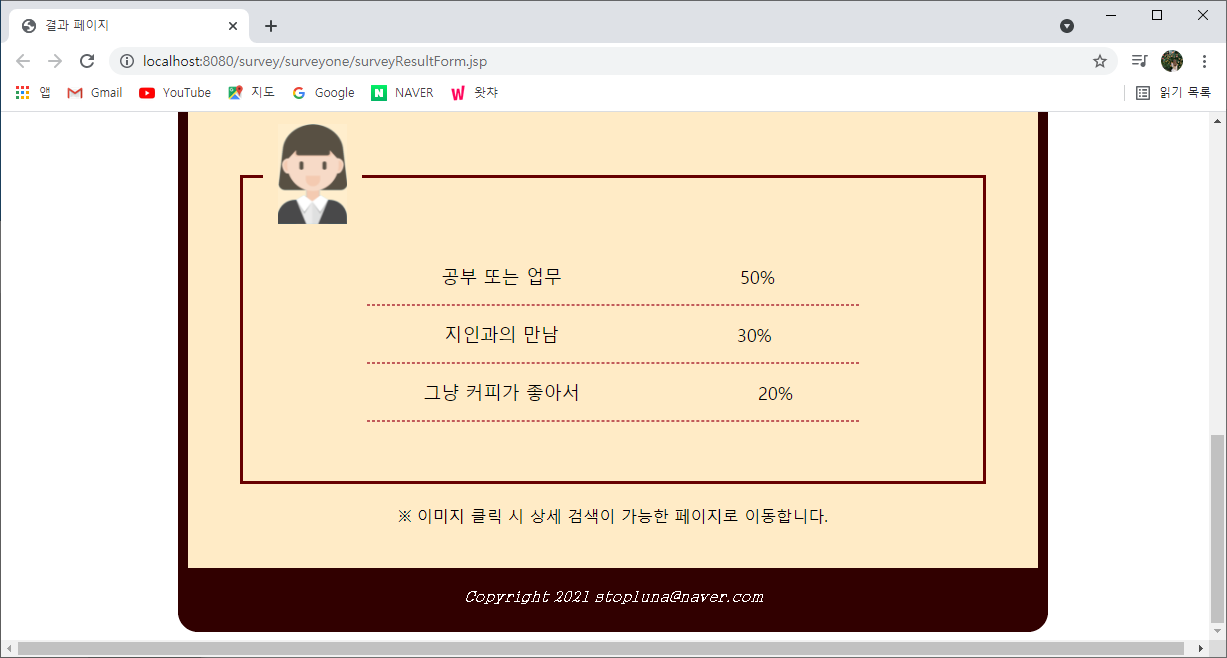 결과 페이지
localhost:8080/survey/surveyone/surveyResultForm.jsp
앱 Gmail YouTube 지도 Google NAVER 왓챠 읽기 목록
공부 또는 업무 50%
지인과의 만남 30%
그냥 커피가 좋아서 20%
※ 이미지 클릭 시 상세 검색이 가능한 페이지로 이동합니다.
Copyright 2021 stopluna@naver.com